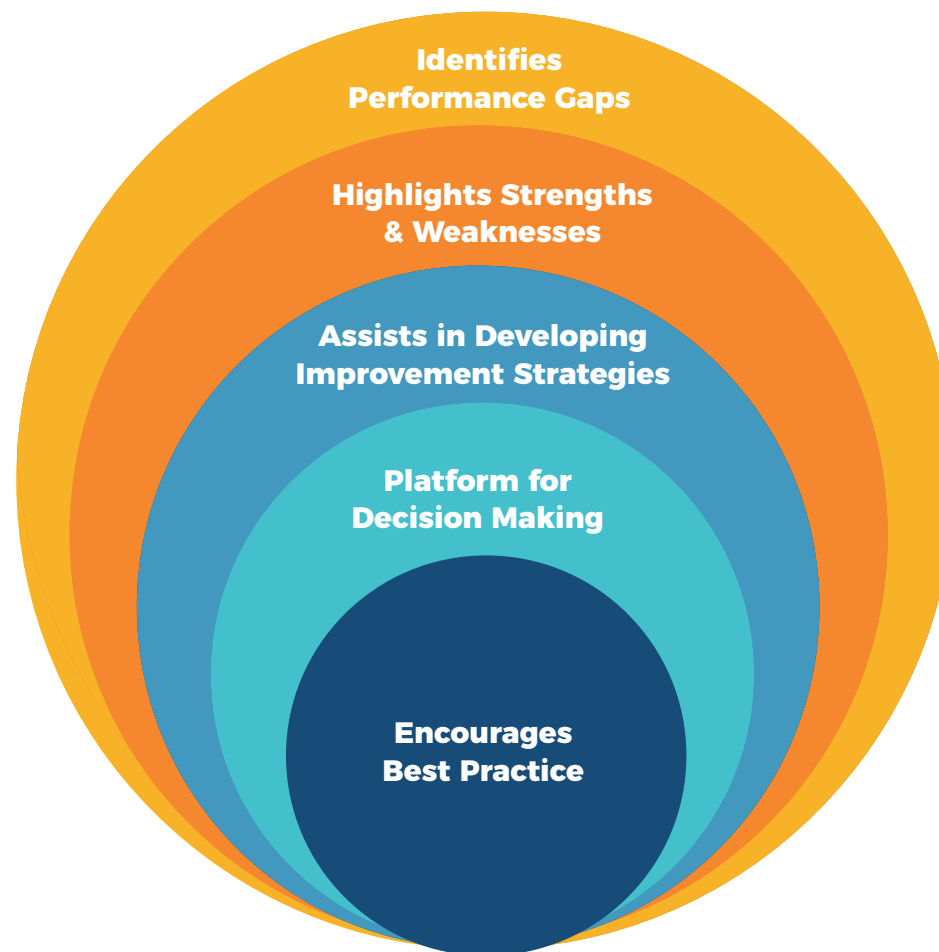 Identifies
Performance Gaps
Highlights Strengths
& Weaknesses
Assists in Developing
Improvement Strategies
Platform for
Decision Making
Encourages
Best Practice